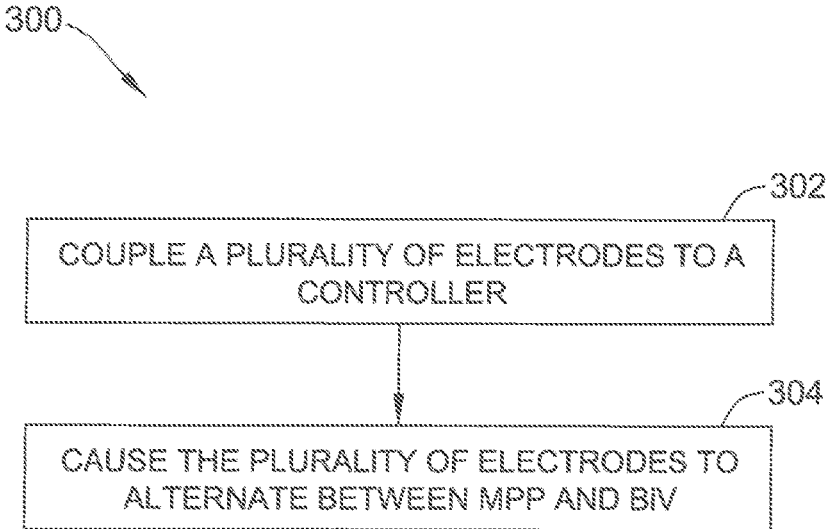 300
302
COUPLE A PLURALITY OF ELECTRODES TO A
CONTROLLER
304
CAUSE THE PLURALITY OF ELECTRODES TO
ALTERNATE BETWEEN MPP AND BIV